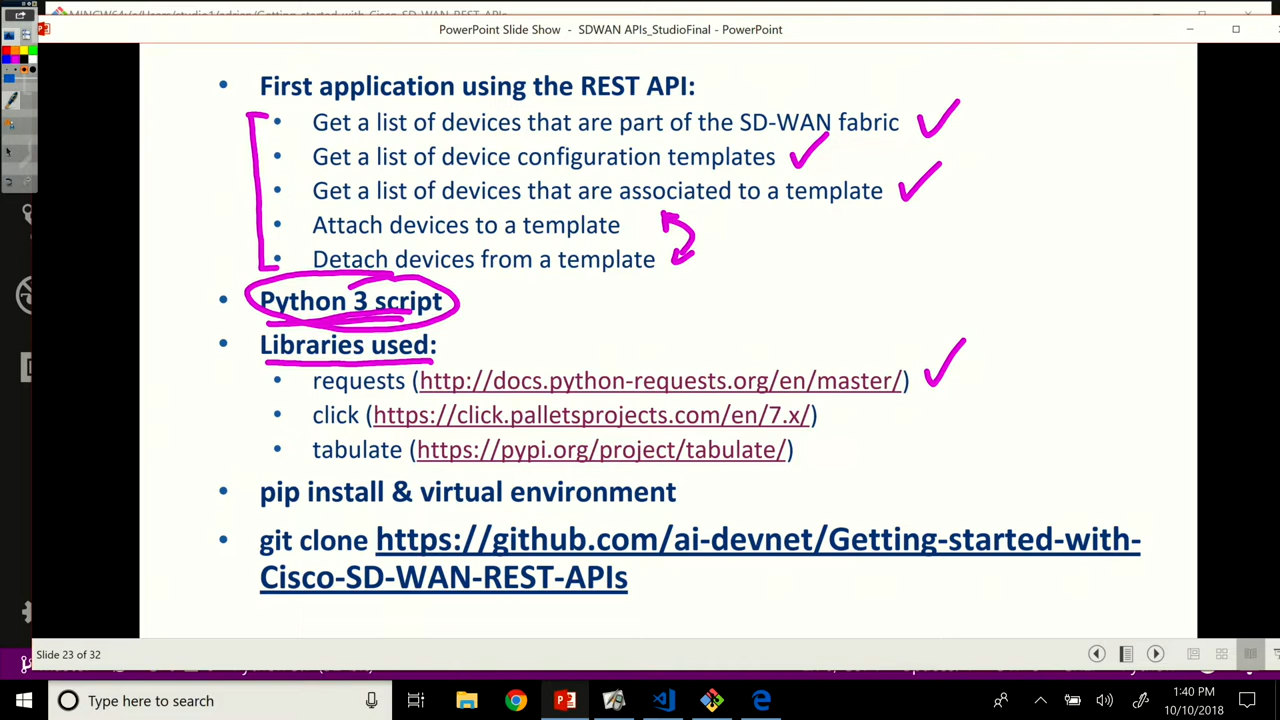 PowerPoint Slide Show - SDWAN APIs_StudioFinal - PowerPoint
• First application using the REST API:
• Get a list of devices that are part of the SD-WAN fabric
• Get a list of device configuration templates
• Get a list of devices that are associated to a template
• Attach devices to a template
• Detach devices from a template
• Python 3 script
• Libraries used:
• requests (http://docs.python-requests.org/en/master/)
• click (https://click.palletsprojects.com/en/7.x/)
• tabulate (https://pypi.org/project/tabulate/)
• pip install & virtual environment
• git clone https://github.com/ai-devnet/Getting-started-with-
Cisco-SD-WAN-REST-APIs
Slide 23 of 32
Type here to search
1:40 PM
10/10/2018